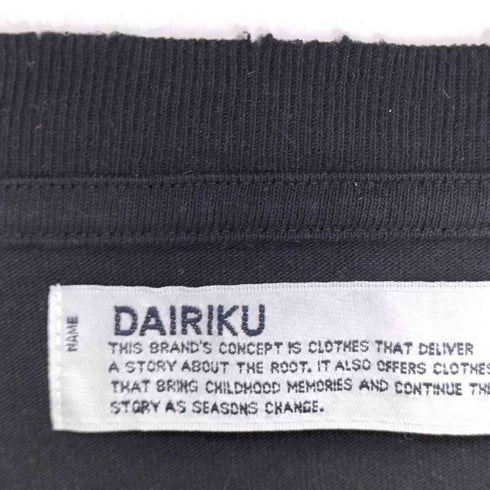 NAME
DAIRIKU
THIS BRAND'S CONCEPT IS CLOTHES THAT DELIVER
A STORY ABOUT THE ROOT. IT ALSO OFFERS CLOTHES
THAT BRING CHILDHOOD MEMORIES AND CONTINUE THE
STORY AS SEASONS CHANGE.